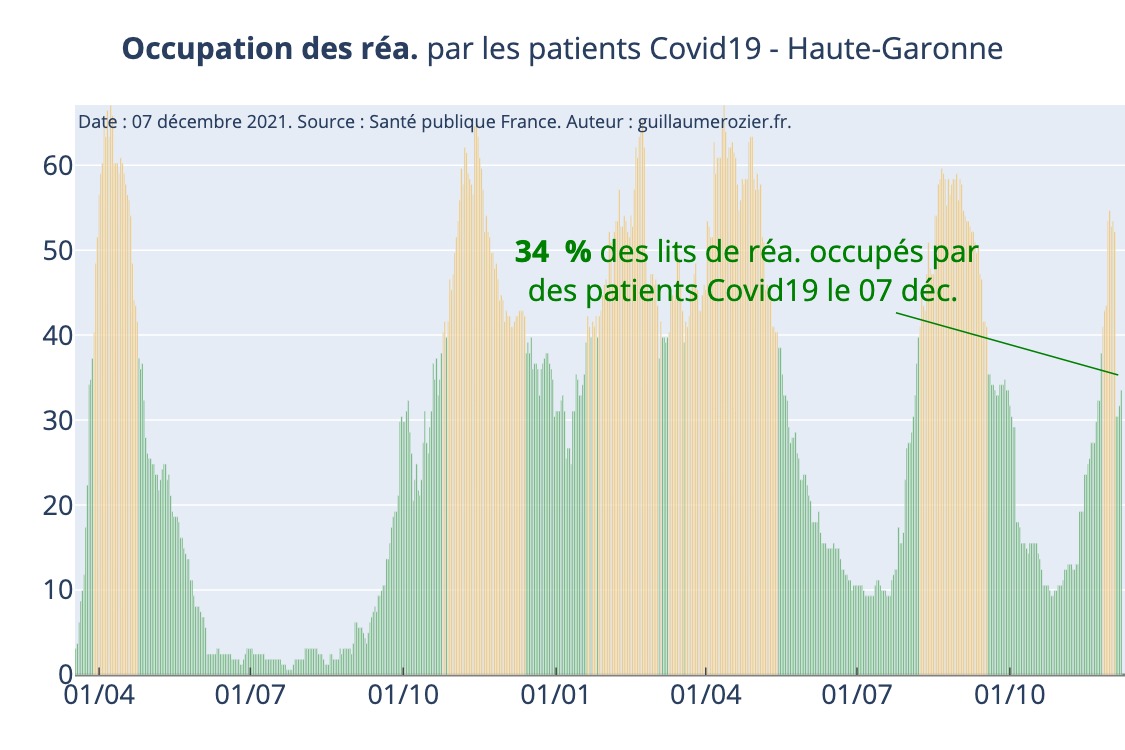 Occupation des réa. par les patients Covid19 - Haute-Garonne
Date : 07 décembre 2021. Source : Santé publique France. Auteur : guillaumerozier.fr.
60
50
40
30
20
10
0
34 % des lits de réa. occupés par
des patients Covid19 le 07 déc.
01/04 01/07 01/10 01/01 01/04 01/07 01/10